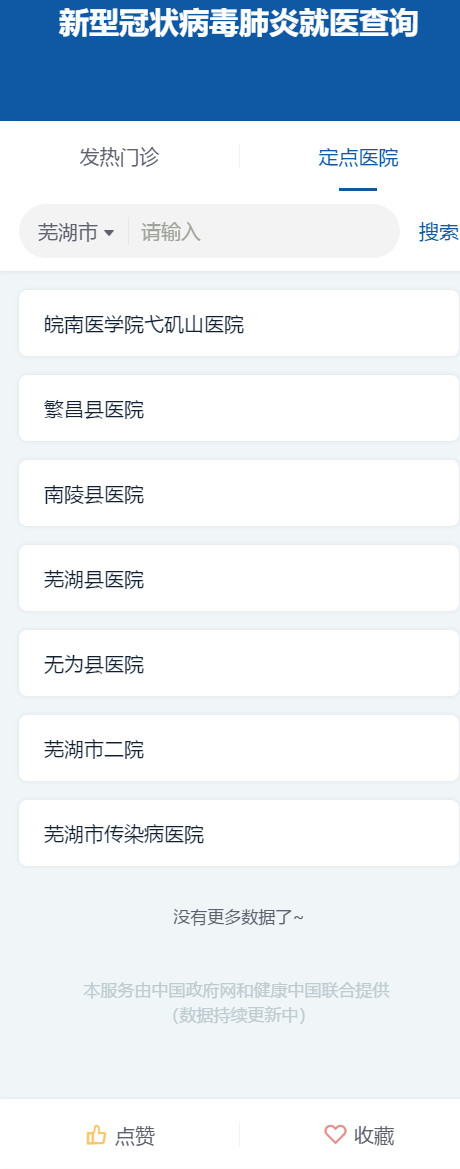 新型冠状病毒肺炎就医查询
发热门诊
定点医院
芜湖市 请输入 搜索
皖南医学院弋矶山医院
繁昌县医院
南陵县医院
芜湖县医院
无为县医院
芜湖市二院
芜湖市传染病医院
没有更多数据了~
本服务由中国政府网和健康中国联合提供
（数据持续更新中）
点赞
收藏